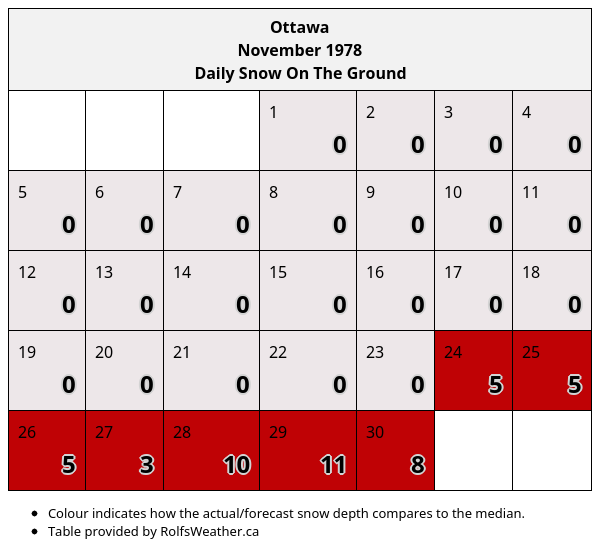 Ottawa
November 1978
Daily Snow On The Ground
1 2 3 4
0 0 0 0
5 6 7 8 9 10 11
0 0 0 0 0 0 0
12 13 14 15 16 17 18
0 0 0 0 0 0 0
19 20 21 22 23 24 25
0 0 0 0 0 5 5
26 27 28 29 30
5 3 10 11 8
• Colour indicates how the actual/forecast snow depth compares to the median.
• Table provided by RolfsWeather.ca